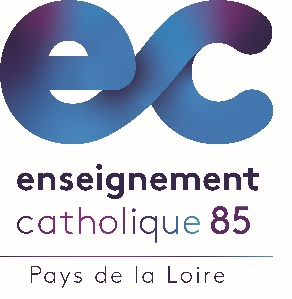 ec
enseignement
catholique 85
Pays de la Loire